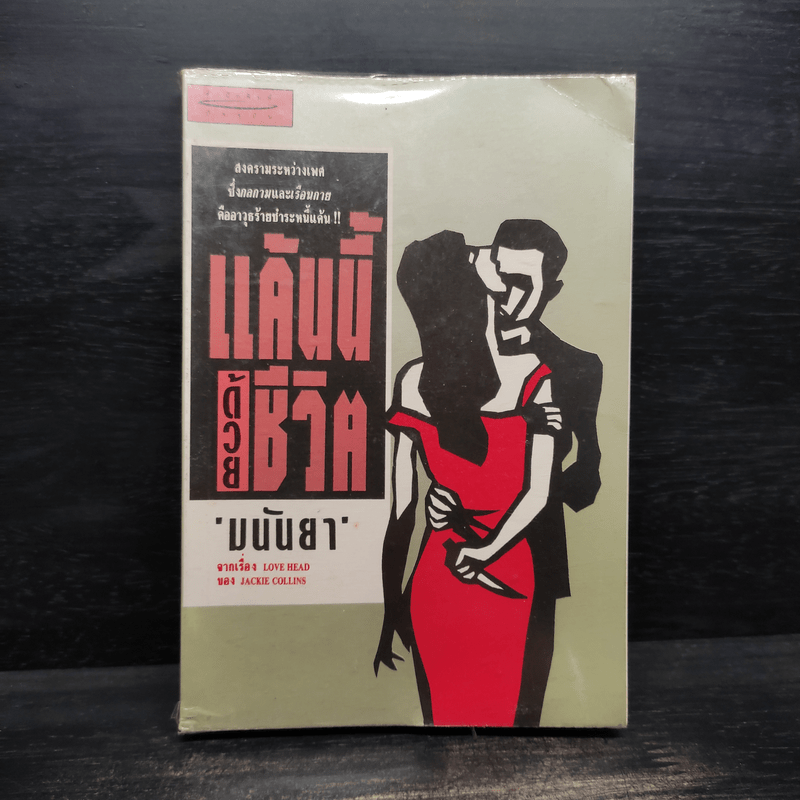 สงครามระหว่างเพศ
ซึ่งกลกามและเรือนกาย
คืออาวุธร้ายชำระหนี้แค้น !!
แค้นนี้
ด้วย
ชีวิต
'มนันยา'
จากเรื่อง LOVE HEAD
ของ JACKIE COLLINS